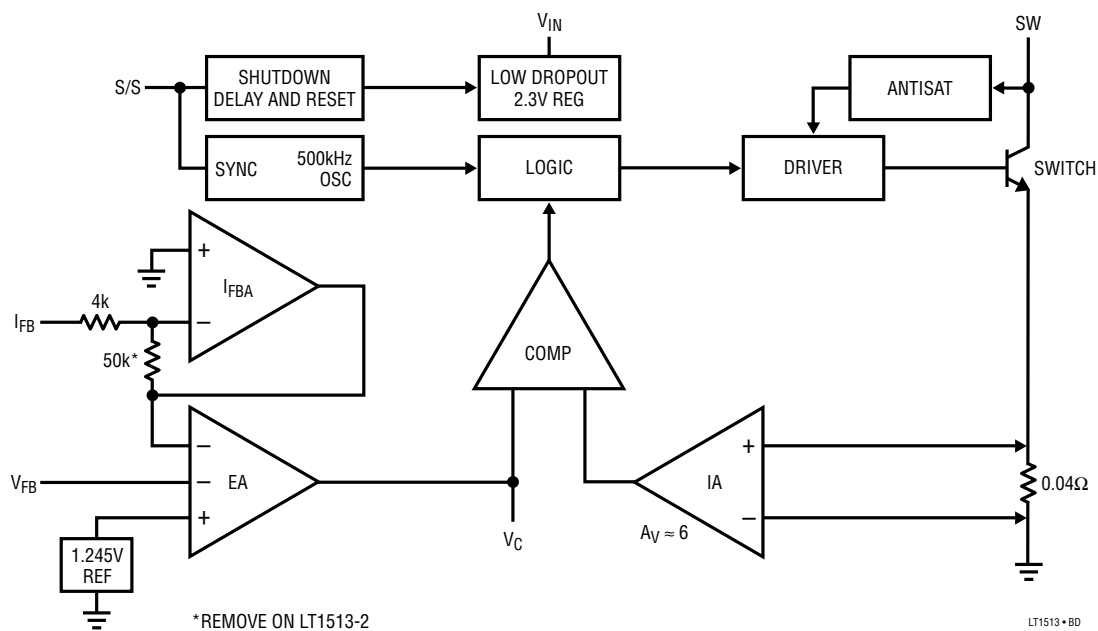 V_IN
SW
S/S
SHUTDOWN
DELAY AND RESET
LOW DROPOUT
2.3V REG
ANTISAT
SYNC
500kHz
OSC
LOGIC
DRIVER
SWITCH
+
I_FBA
–
4k
I_FB
50k*
COMP
–
V_FB
–
EA
+
1.245V
REF
V_C
+
IA
–
A_V ≈ 6
0.04Ω
*REMOVE ON LT1513-2
LT1513 • BD